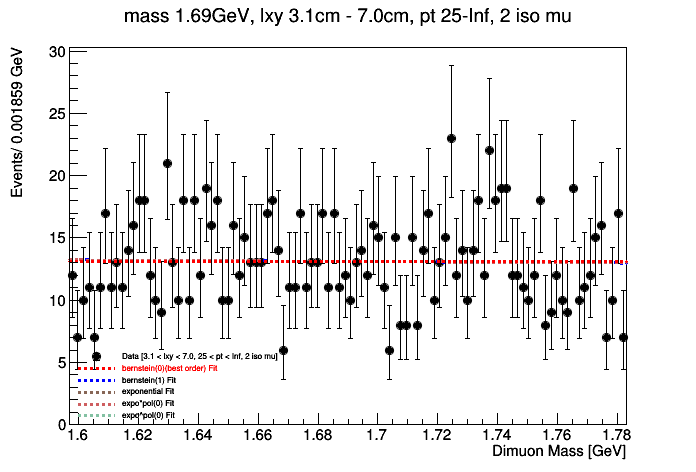 mass 1.69GeV, lxy 3.1cm - 7.0cm, pt 25-Inf, 2 iso mu
Events/ 0.001859 GeV
30
25
20
15
10
5
0
Data [3.1 < lxy < 7.0, 25 < pt < Inf, 2 iso mu]
bernstein(0)(best order) Fit
bernstein(1) Fit
exponential Fit
expo*pol(0) Fit
expo*pol(0) Fit
1.6 1.62 1.64 1.66 1.68 1.7 1.72 1.74 1.76 1.78
Dimuon Mass [GeV]